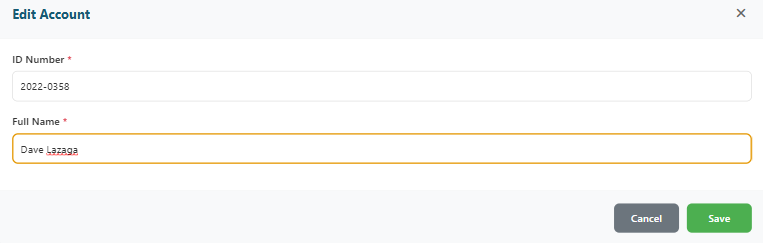 Edit Account
ID Number *
2022-0358
Full Name *
Dave Lazaga
Cancel
Save